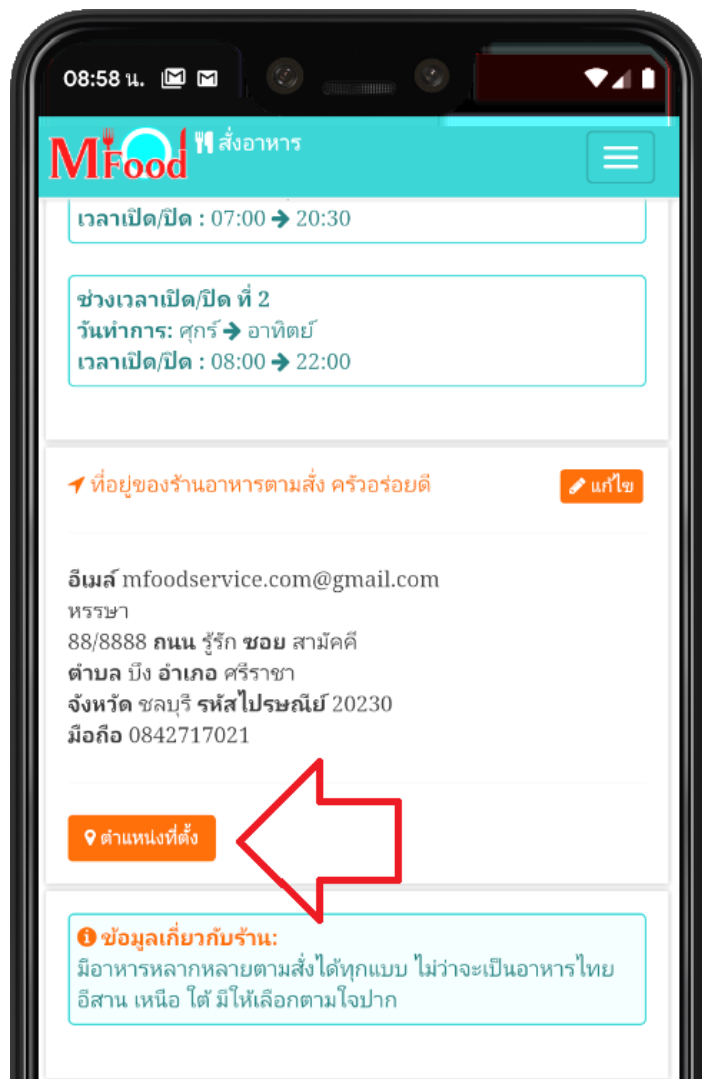 08:58 น.
MFood สั่งอาหาร
เวลาเปิด/ปิด : 07:00 ➔ 20:30
ช่วงเวลาเปิด/ปิด ที่ 2
วันทำการ: ศุกร์ ➔ อาทิตย์
เวลาเปิด/ปิด : 08:00 ➔ 22:00
ที่อยู่ของร้านอาหารตามสั่ง ครัวอร่อยดี
แก้ไข
อีเมล์ mfoodservice.com@gmail.com
หรรษา
88/8888 ถนน รู้รัก ซอย สามัคคี
ตำบล บึง อำเภอ ศรีราชา
จังหวัด ชลบุรี รหัสไปรษณีย์ 20230
มือถือ 0842717021
ตำแหน่งที่ตั้ง
ข้อมูลเกี่ยวกับร้าน:
มีอาหารหลากหลายตามสั่งได้ทุกแบบ ไม่ว่าจะเป็นอาหารไทย
อีสาน เหนือ ใต้ มีให้เลือกตามใจปาก